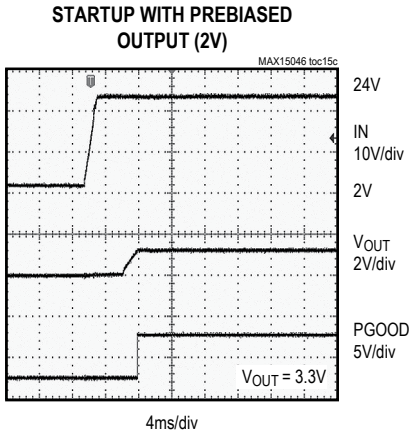 STARTUP WITH PREBIASED
OUTPUT (2V)
MAX15046 toc15c
24V
IN
10V/div
2V
VOUT
2V/div
PGOOD
5V/div
VOUT = 3.3V
4ms/div